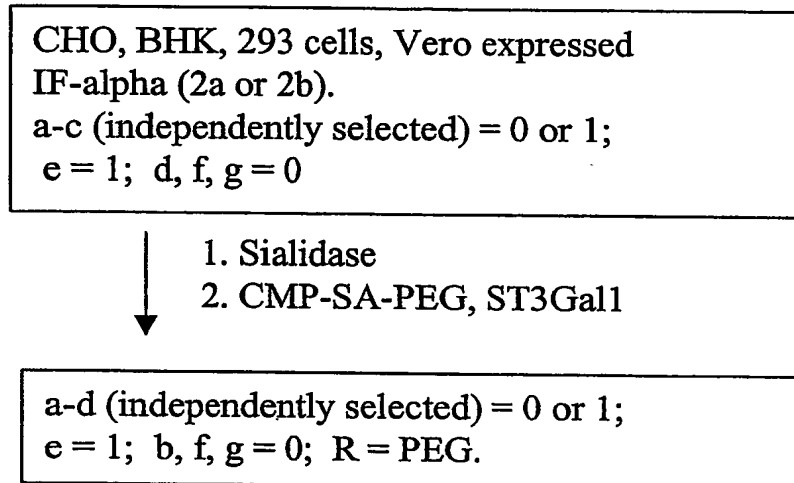 CHO, BHK, 293 cells, Vero expressed
IF-alpha (2a or 2b).
a-c (independently selected) = 0 or 1;
e = 1; d, f, g = 0
1. Sialidase
2. CMP-SA-PEG, ST3Gal1
a-d (independently selected) = 0 or 1;
e = 1; b, f, g = 0; R = PEG.